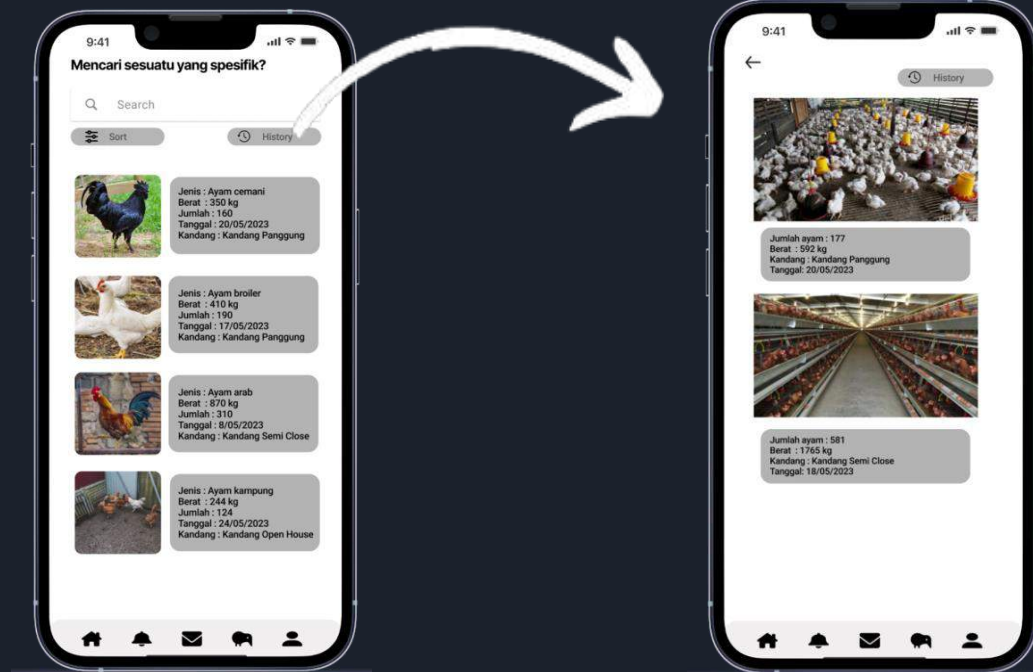 9:41
Mencari sesuatu yang spesifik?
Search
Sort
History
Jenis : Ayam cemani
Berat : 350 kg
Jumlah : 160
Tanggal : 20/05/2023
Kandang : Kandang Panggung
Jenis : Ayam broiler
Berat : 410 kg
Jumlah : 190
Tanggal : 17/05/2023
Kandang : Kandang Panggung
Jenis : Ayam arab
Berat : 870 kg
Jumlah : 310
Tanggal : 8/05/2023
Kandang : Kandang Semi Close
Jenis : Ayam kampung
Berat : 244 kg
Jumlah : 124
Tanggal : 24/05/2023
Kandang : Kandang Open House
9:41
History
Jumlah ayam : 177
Berat : 592 kg
Kandang : Kandang Panggung
Tanggal: 20/05/2023
Jumlah ayam : 581
Berat : 1765 kg
Kandang : Kandang Semi Close
Tanggal: 18/05/2023